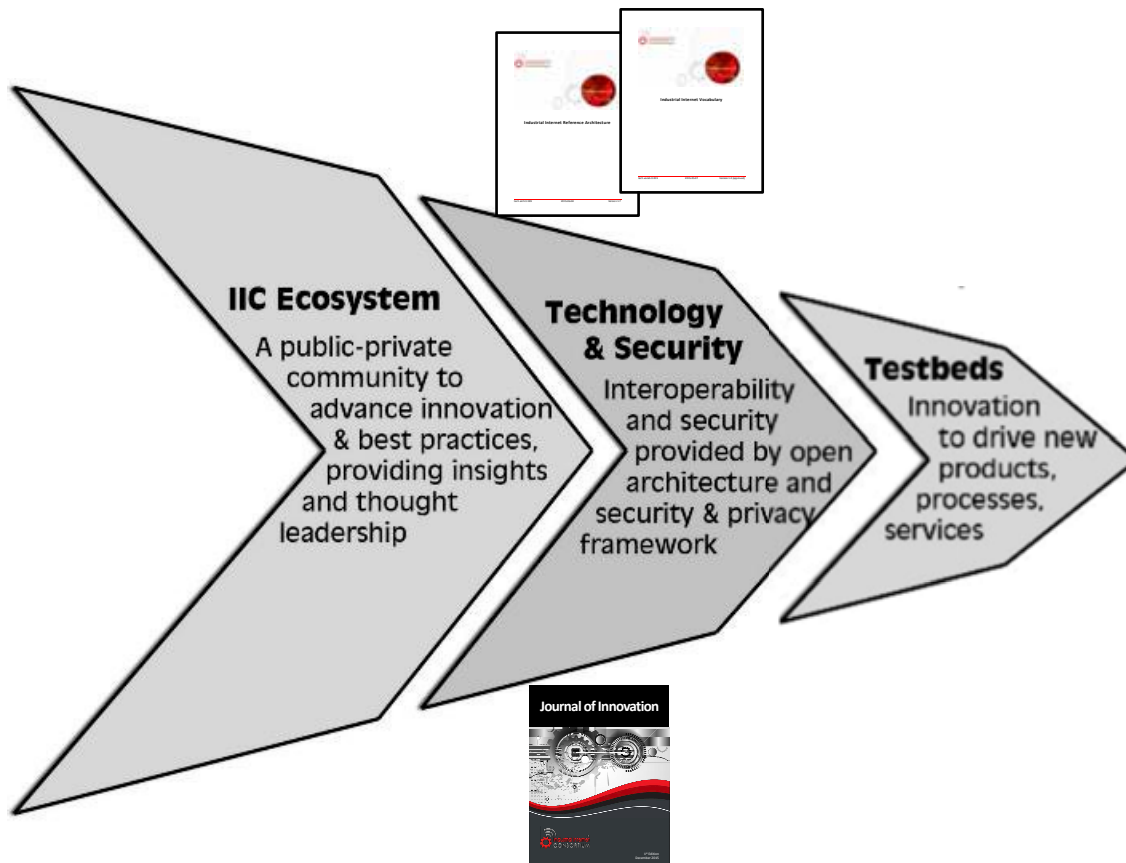 Industrial Internet Reference Architecture
Industrial Internet Vocabulary
IIC Ecosystem
A public-private
community to
advance innovation
& best practices,
providing insights
and thought
leadership
Technology
& Security
Interoperability
and security
provided by open
architecture and
security & privacy
framework
Testbeds
Innovation
to drive new
products,
processes,
services
Journal of Innovation
CONSORTIUM